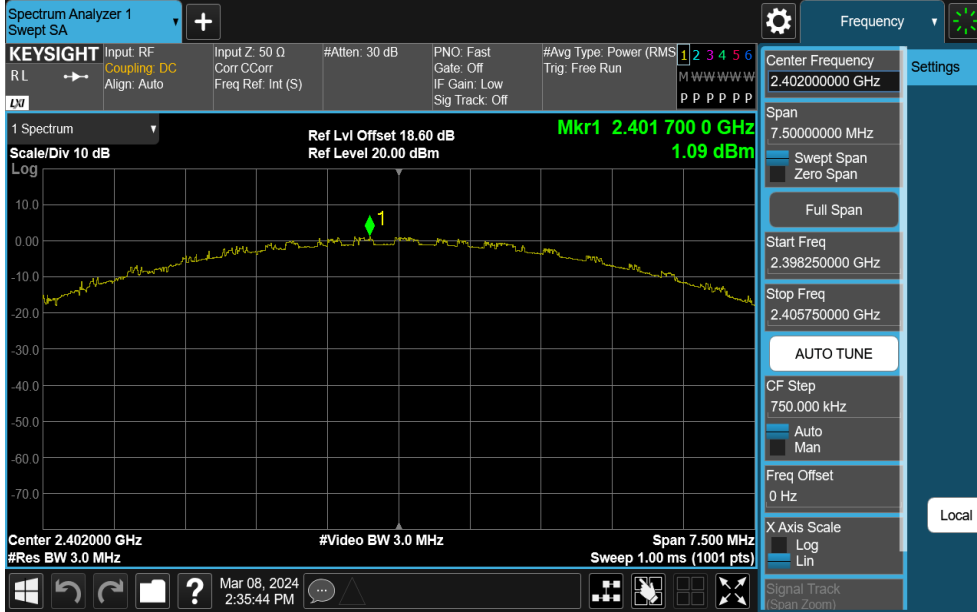 Spectrum Analyzer 1
Swept SA
+
Frequency
KEYSIGHT
RL
LXI
Input: RF
Coupling: DC
Align: Auto
Input Z: 50 Ω
Corr CCorr
Freq Ref: Int (S)
#Atten: 30 dB
PNO: Fast
Gate: Off
IF Gain: Low
Sig Track: Off
#Avg Type: Power (RMS
Trig: Free Run
1 2 3 4 5 6
M W W W W W
P P P P P P
1 Spectrum
Scale/Div 10 dB
Log
Ref Lvl Offset 18.60 dB
Ref Level 20.00 dBm
Mkr1 2.401 700 0 GHz
1.09 dBm
1
10.0
0.00
-10.0
-20.0
-30.0
-40.0
-50.0
-60.0
-70.0
Center 2.402000 GHz
#Res BW 3.0 MHz
#Video BW 3.0 MHz
Span 7.500 MHz
Sweep 1.00 ms (1001 pts)
?
Mar 08, 2024
2:35:44 PM
Center Frequency
2.402000000 GHz
Span
7.50000000 MHz
Swept Span
Zero Span
Full Span
Start Freq
2.398250000 GHz
Stop Freq
2.405750000 GHz
AUTO TUNE
CF Step
750.000 kHz
Auto
Man
Freq Offset
0 Hz
X Axis Scale
Log
Lin
Signal Track
(Span Zoom)
Settings
Local